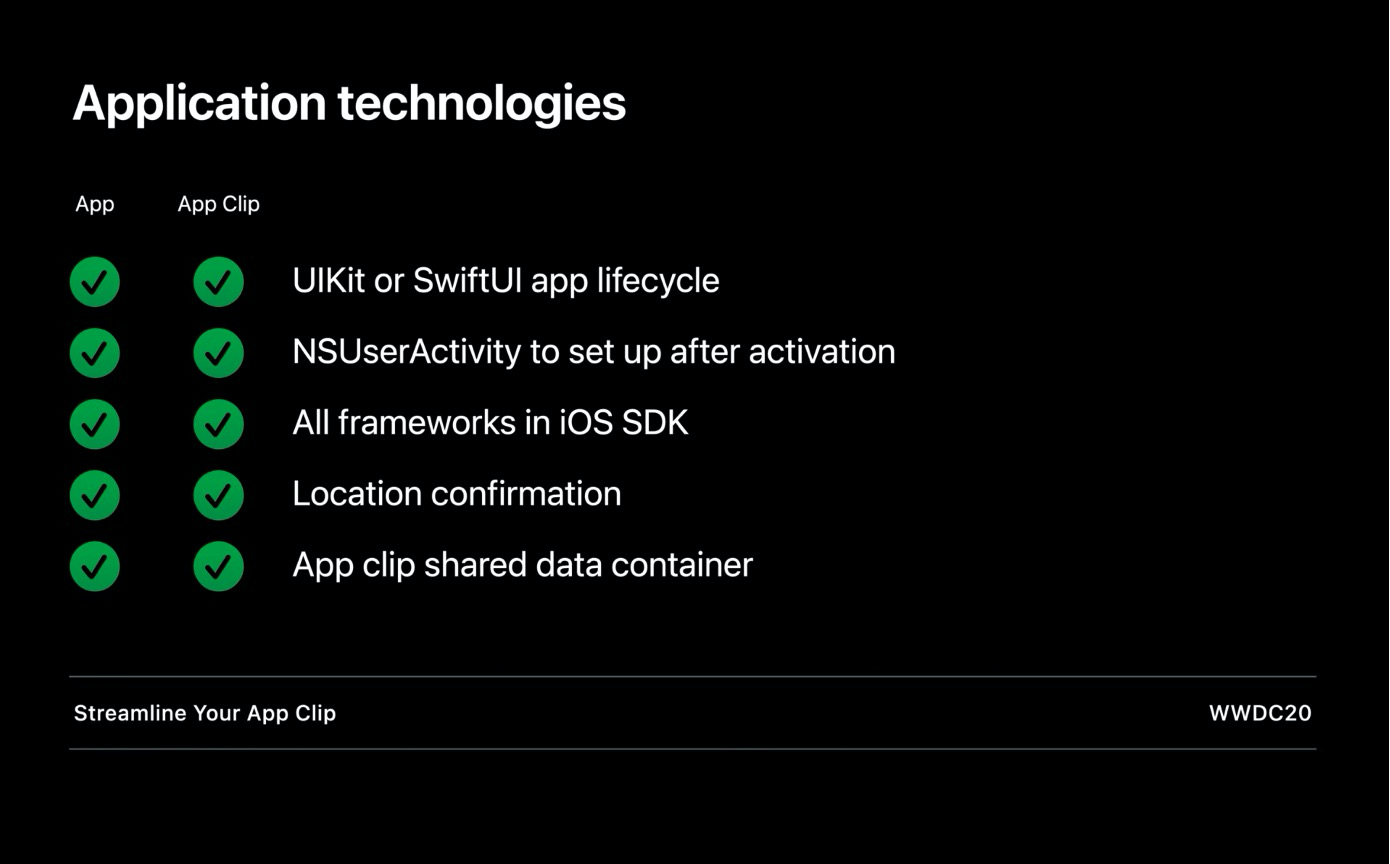 Application technologies
App App Clip
UIKit or SwiftUI app lifecycle
NSUserActivity to set up after activation
All frameworks in iOS SDK
Location confirmation
App clip shared data container
Streamline Your App Clip WWDC20